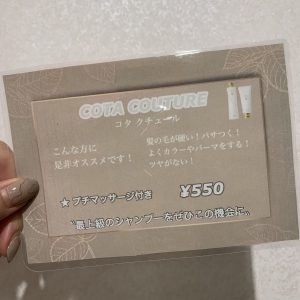 COTA COUTURE
コタ クチュール
こんな方に
是非オススメです！
髪の毛が硬い！パサつく！
よくカラーやパーマをする！
ツヤがない！
★プチマッサージ付き ¥550
"最上級のシャンプーをぜひこの機会に"